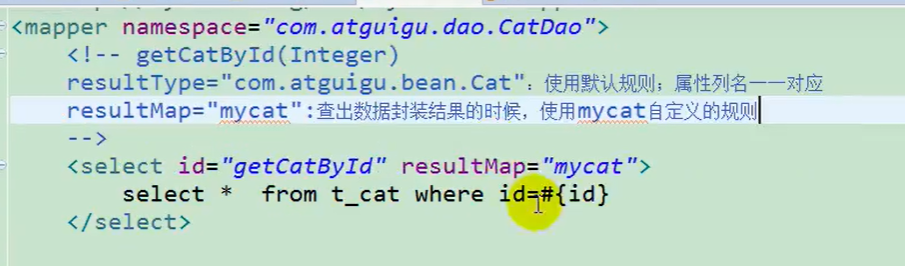 <mapper namespace="com.atguigu.dao.CatDao">
<!-- getCatById(Integer)
resultType="com.atguigu.bean.Cat"：使用默认规则；属性列名一一对应
resultMap="mycat":查出数据封装结果的时候，使用mycat自定义的规则
-->
<select id="getCatById" resultMap="mycat">
select *  from t_cat where id=#{id}
</select>